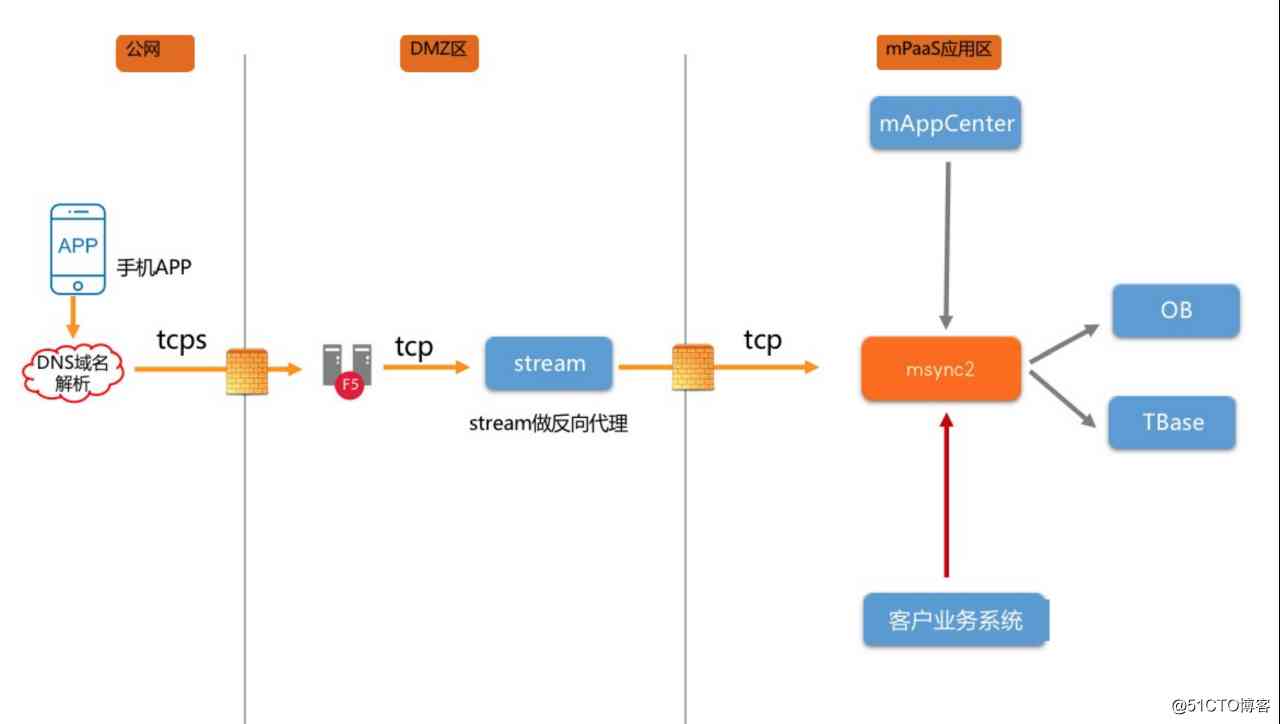 公网
DMZ区
mPaaS应用区
mAppCenter
APP
手机APP
DNS域名
解析
tcps
F5
tcp
stream
stream做反向代理
tcp
msync2
OB
TBase
客户业务系统
@51CTO博客